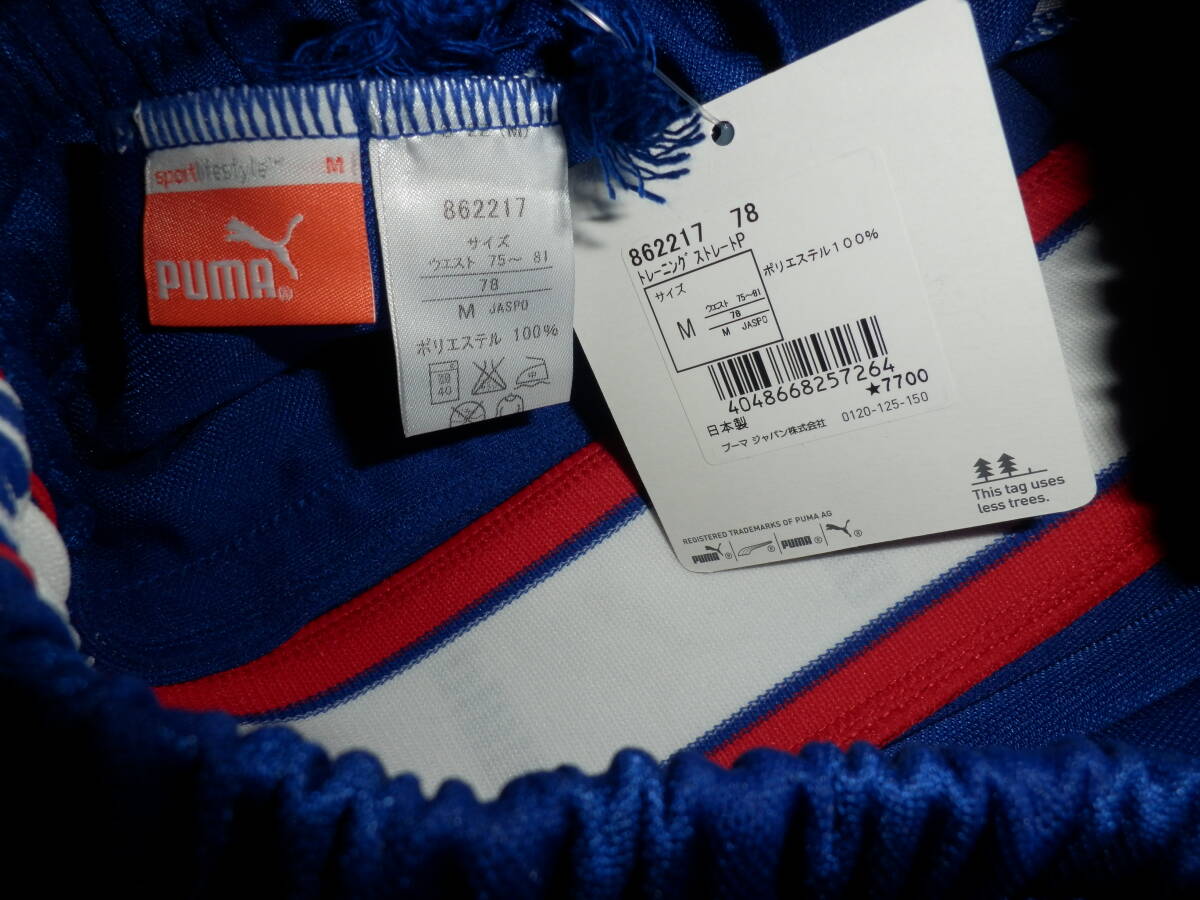 sportlifestyle™ M
PUMA®
22 (M)
862217
サイズ
ウエスト 75～ 81
78
M JASPO
ポリエステル 100%
40
中
862217 78
トレーニング ストレートP
サイズ
M
ウエスト 75～81
78
M JASPO
ポリエステル100%
4048668257264
★7700
日本製
プーマ ジャパン株式会社 0120-125-150
This tag uses
less trees.
REGISTERED TRADEMARKS OF PUMA AG
PUMA® | ® | PUMA® | ®